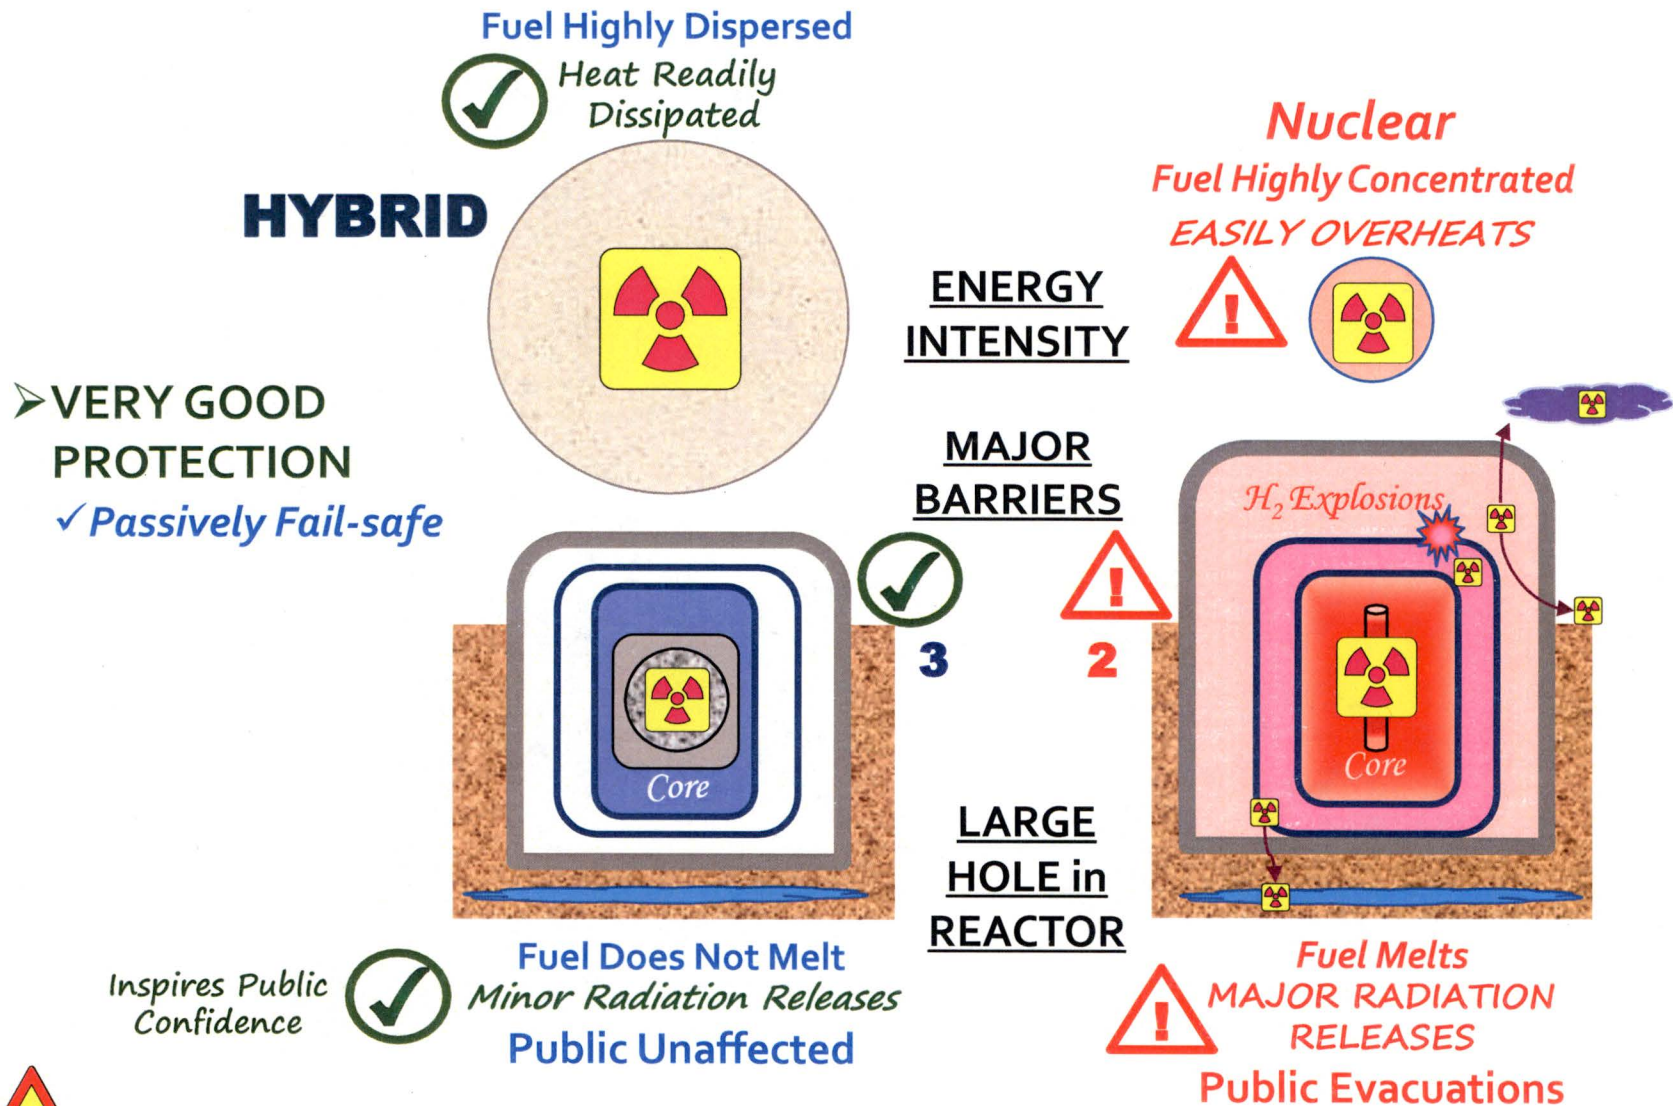 Fuel Highly Dispersed
Heat Readily
Dissipated
HYBRID
Nuclear
Fuel Highly Concentrated
EASILY OVERHEATS
ENERGY
INTENSITY
➢VERY GOOD
PROTECTION
✓Passively Fail-safe
MAJOR
BARRIERS
3
2
H₂ Explosions
Core
Core
LARGE
HOLE in
REACTOR
Inspires Public
Confidence
Fuel Does Not Melt
Minor Radiation Releases
Public Unaffected
Fuel Melts
MAJOR RADIATION
RELEASES
Public Evacuations